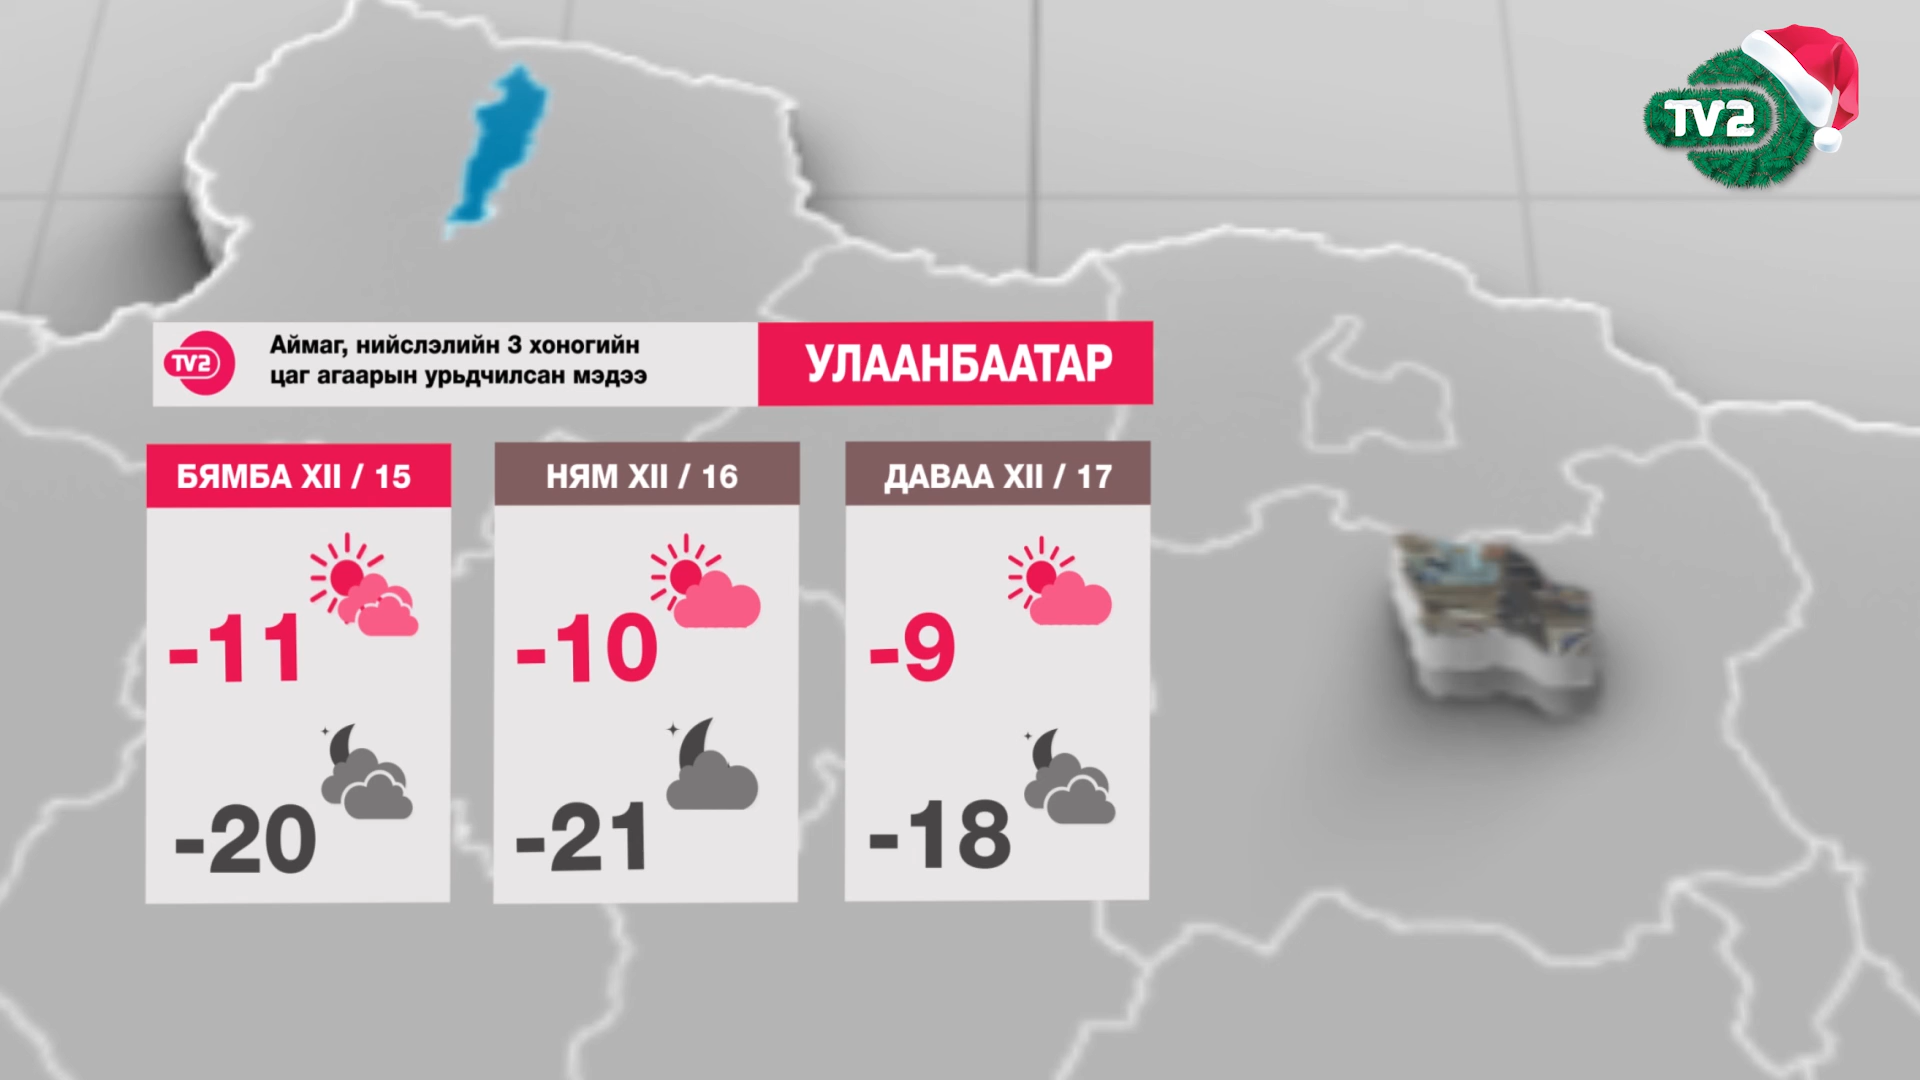 TV2
TV2
Аймаг, нийслэлийн 3 хоногийн
цаг агаарын урьдчилсан мэдээ
УЛААНБААТАР
БЯМБА XII / 15
-11
-20
НЯМ XII / 16
-10
-21
ДАВАА XII / 17
-9
-18